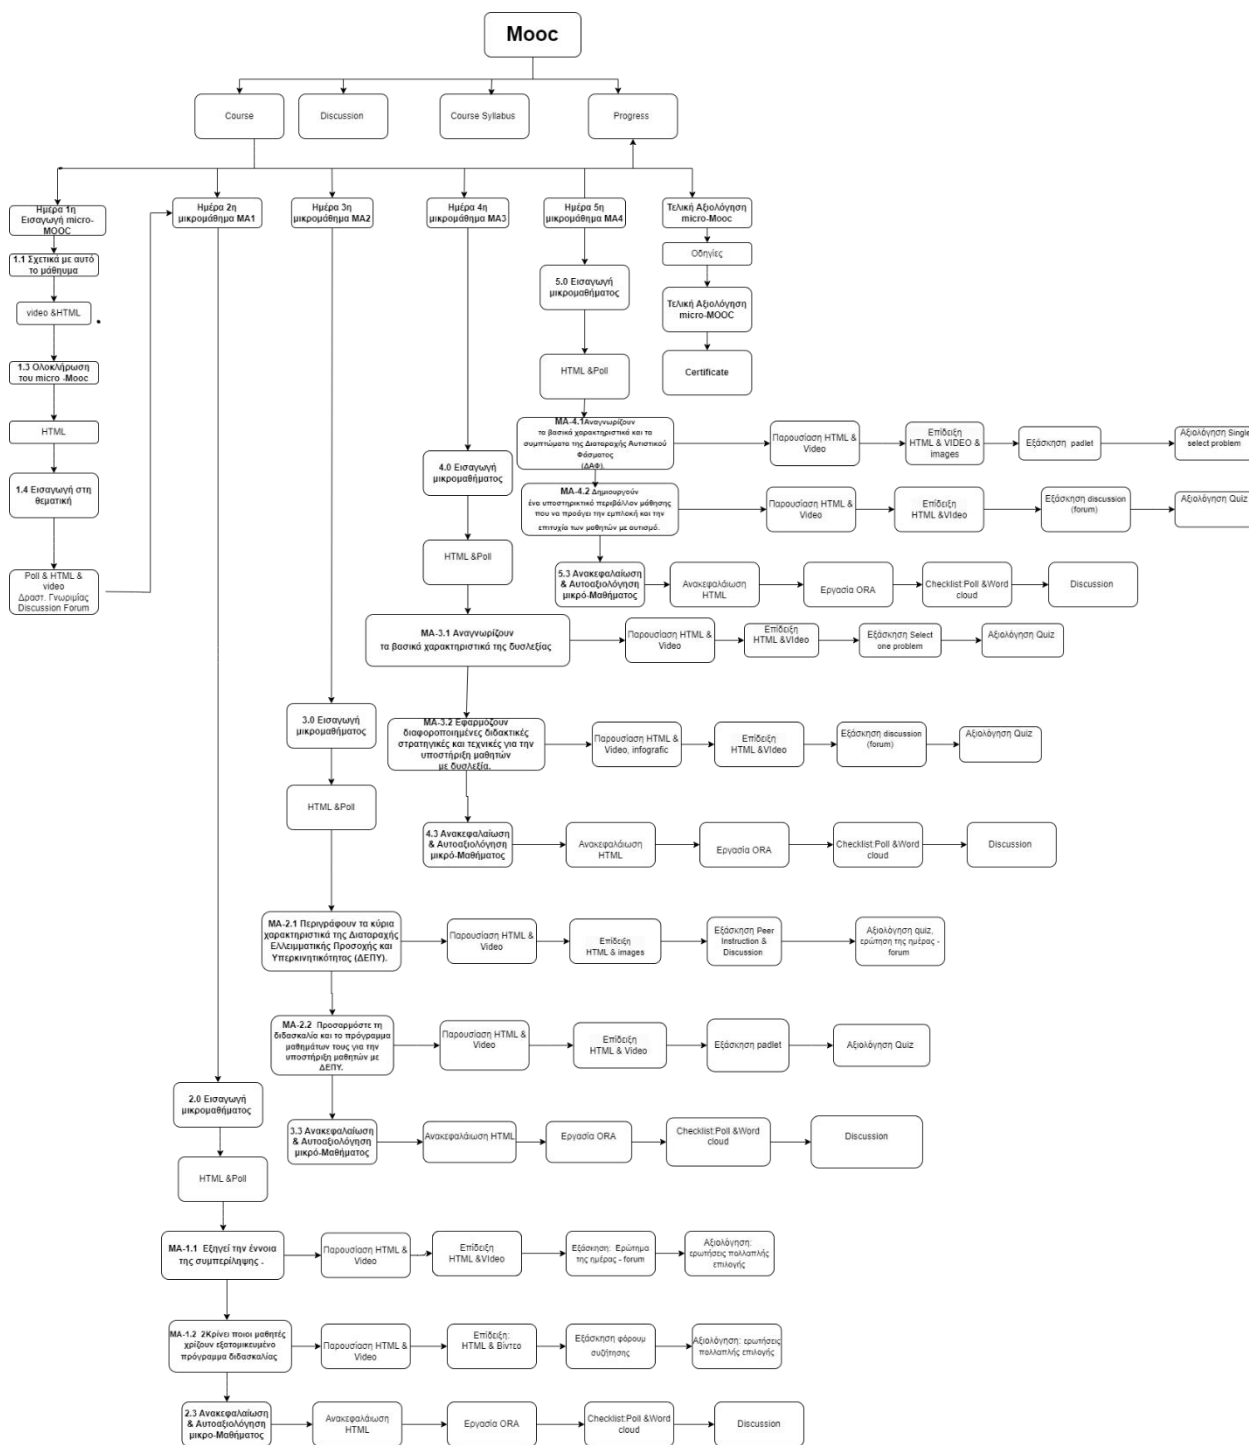 Mooc
Course
Discussion
Course Syllabus
Progress
Ημέρα 1η
Εισαγωγή micro-
MOOC
Ημέρα 2η
μικρομάθημα ΜΑ1
Ημέρα 3η
μικρομάθημα ΜΑ2
Ημέρα 4η
μικρομάθημα ΜΑ3
Ημέρα 5η
μικρομάθημα ΜΑ4
Τελική Αξιολόγηση
micro-Mooc
1.1 Σχετικά με αυτό
το μάθηυμα
video &HTML
1.3 Ολοκλήρωση
του micro -Mooc
HTML
1.4 Εισαγωγή στη
θεματική
Poll & HTML &
video
Δραστ. Γνωριμίας
Discussion Forum
Οδηγίες
Τελική Αξιολόγηση
micro-MOOC
Certificate
5.0 Εισαγωγή
μικρομαθήματος
HTML &Poll
ΜΑ-4.1Αναγνωρίζουν
τα βασικά χαρακτηριστικά και τα
συμπτώματα της Διαταραχής Αυτιστικού
Φάσματος
(ΔΑΦ).
Παρουσίαση HTML &
Video
Επίδειξη
HTML & VIDEO &
images
Εξάσκηση padlet
Αξιολόγηση Single
select problem
ΜΑ-4.2 Δημιουργούν
ένα υποστηρικτικό περιβάλλον μάθησης
που να προάγει την εμπλοκή και την
επιτυχία των μαθητών με αυτισμό.
Παρουσίαση HTML &
Video
Επίδειξη
HTML &VIdeo
Εξάσκηση discussion
(forum)
Αξιολόγηση Quiz
5.3 Ανακεφαλαίωση
& Αυτοαξιολόγηση
μικρό-Μαθήματος
Ανακεφαλάιωση
HTML
Εργασία ORA
Checklist:Poll &Word
cloud
Discussion
4.0 Εισαγωγή
μικρομαθήματος
HTML &Poll
ΜΑ-3.1 Αναγνωρίζουν
τα βασικά χαρακτηριστικά της δυσλεξίας
Παρουσίαση HTML &
Video
Επίδειξη
HTML &VIdeo
Εξάσκηση Select
one problem
Αξιολόγηση Quiz
ΜΑ-3.2 Εφαρμόζουν
διαφοροποιημένες διδακτικές
στρατηγικές και τεχνικές για την
υποστήριξη μαθητών
με δυσλεξία.
Παρουσίαση HTML &
Video, infografic
Επίδειξη
HTML &VIdeo
Εξάσκηση discussion
(forum)
Αξιολόγηση Quiz
4.3 Ανακεφαλαίωση
& Αυτοαξιολόγηση
μικρό-Μαθήματος
Ανακεφαλάιωση
HTML
Εργασία ORA
Checklist:Poll &Word
cloud
Discussion
3.0 Εισαγωγή
μικρομαθήματος
HTML &Poll
ΜΑ-2.1 Περιγράφουν τα κύρια
χαρακτηριστικά της Διαταραχής
Ελλειμματικής Προσοχής και
Υπερκινητικότητας (ΔΕΠΥ).
Παρουσίαση HTML &
Video
Επίδειξη
HTML & images
Εξάσκηση Peer
Instruction &
Discussion
Αξιολόγηση quiz,
ερώτηση της ημέρας -
forum
ΜΑ-2.2  Προσαρμόστε τη
διδασκαλία και το πρόγραμμα
μαθημάτων τους για την
υποστήριξη μαθητών με
ΔΕΠΥ.
Παρουσίαση HTML &
Video
Επίδειξη
HTML & Video
Εξάσκηση padlet
Αξιολόγηση Quiz
3.3 Ανακεφαλαίωση
& Αυτοαξιολόγηση
μικρό-Μαθήματος
Ανακεφαλάιωση HTML
Εργασία ORA
Checklist:Poll &Word
cloud
Discussion
2.0 Εισαγωγή
μικρομαθήματος
HTML &Poll
ΜΑ-1.1  Εξηγεί την έννοια
της συμπερίληψης .
Παρουσίαση HTML &
Video
Επίδειξη
HTML &VIdeo
Εξάσκηση:  Ερώτημα
της ημέρας - forum
Αξιολόγηση:
ερωτήσεις πολλαπλής
επιλογής
ΜΑ-1.2  2Κρίνει ποιοι μαθητές
χρίζουν εξατομικευμένο
πρόγραμμα διδασκαλίας
Παρουσίαση HTML &
Video
Επίδειξη:
HTML & Βίντεο
Εξάσκηση φόρουμ
συζήτησης
Αξιολόγηση: ερωτήσεις
πολλαπλής επιλογής
2.3 Ανακεφαλαίωση
& Αυτοαξιολόγηση
μικρο-Μαθήματος
Ανακεφαλάιωση
HTML
Εργασία ORA
Checklist:Poll &Word
cloud
Discussion